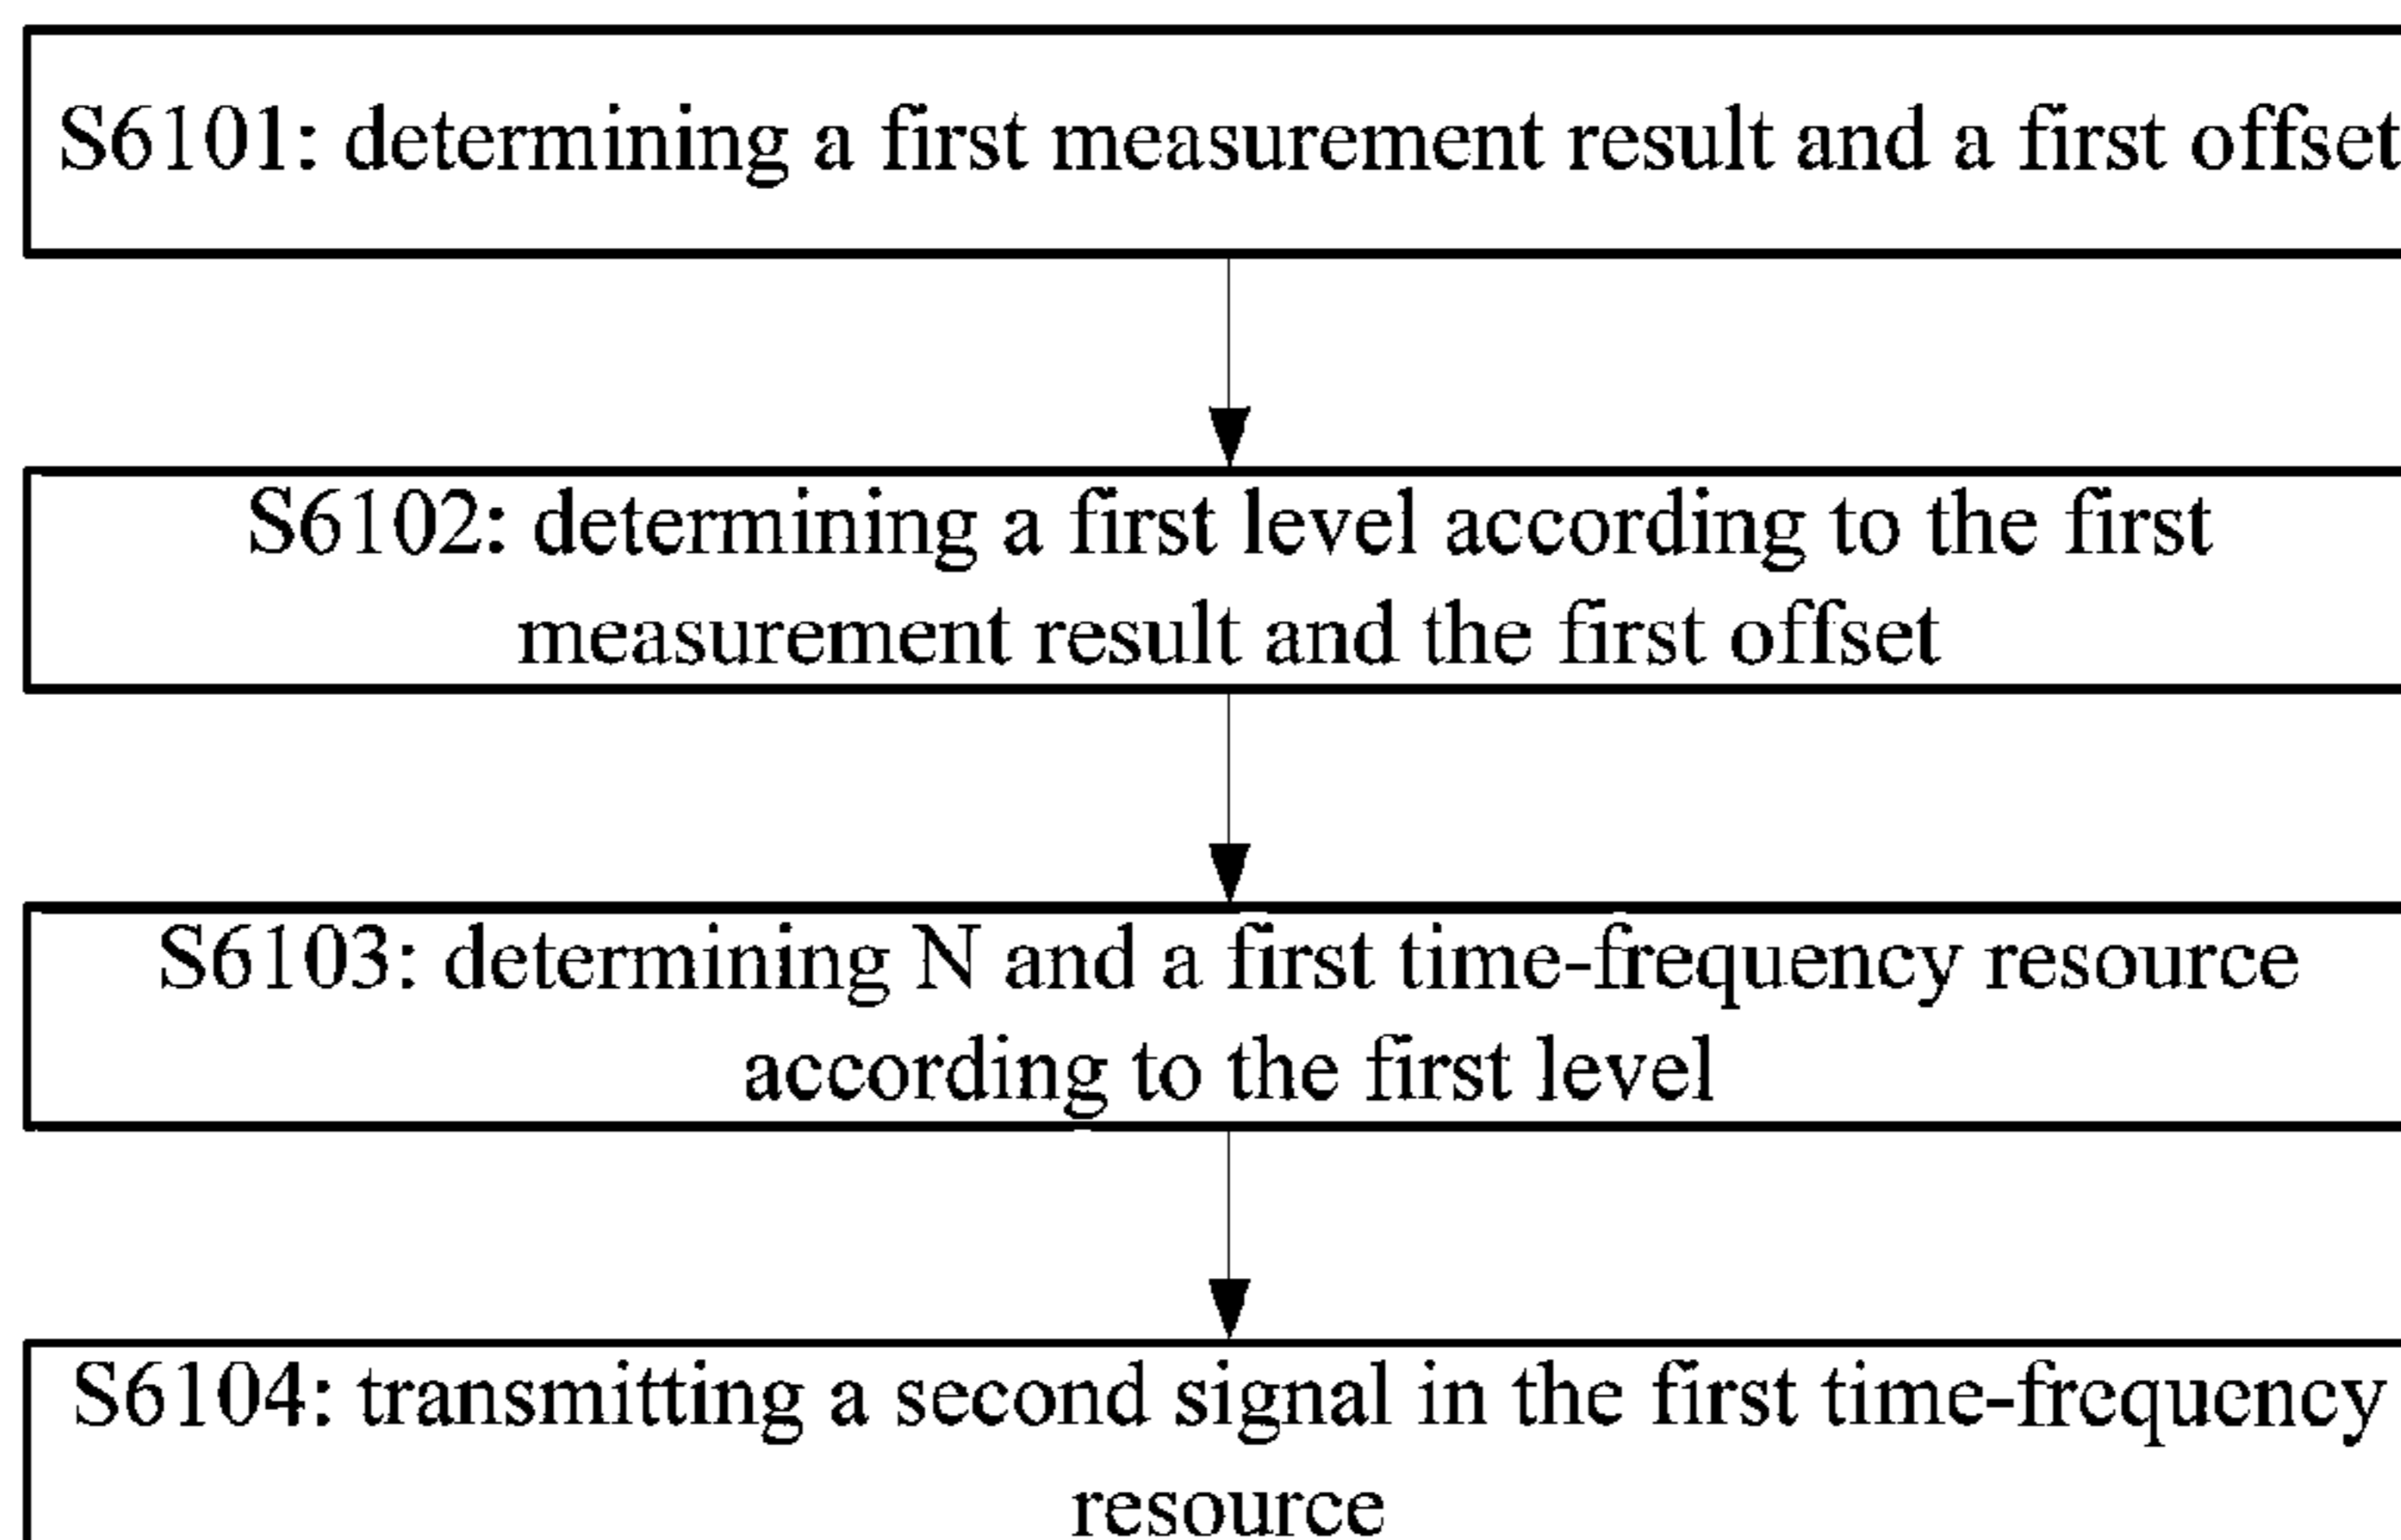 S6101: determining a first measurement result and a first offset
S6102: determining a first level according to the first
measurement result and the first offset
S6103: determining N and a first time-frequency resource
according to the first level
S6104: transmitting a second signal in the first time-frequency
resource